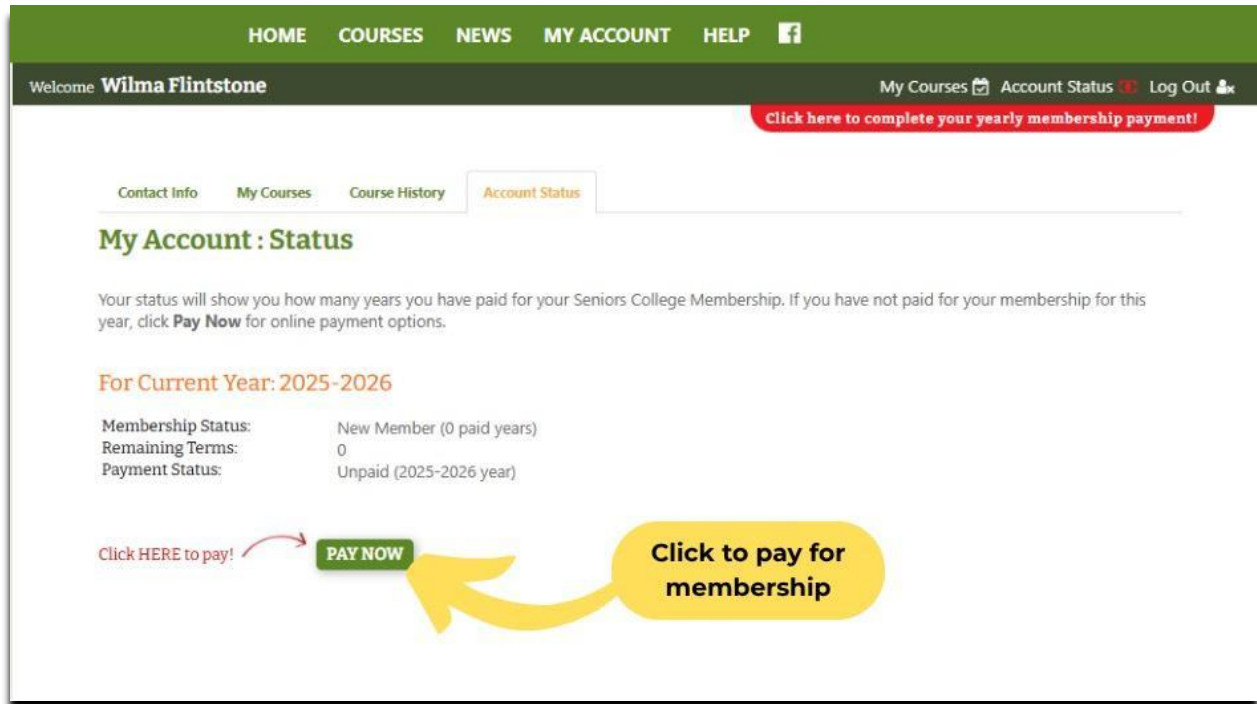 HOME COURSES NEWS MY ACCOUNT HELP f
Welcome Wilma Flintstone
My Courses Account Status Log Out
Click here to complete your yearly membership payment!
Contact Info My Courses Course History Account Status
My Account : Status
Your status will show you how many years you have paid for your Seniors College Membership. If you have not paid for your membership for this
year, click Pay Now for online payment options.
For Current Year: 2025-2026
Membership Status: New Member (0 paid years)
Remaining Terms: 0
Payment Status: Unpaid (2025-2026 year)
Click HERE to pay!
PAY NOW
Click to pay for
membership